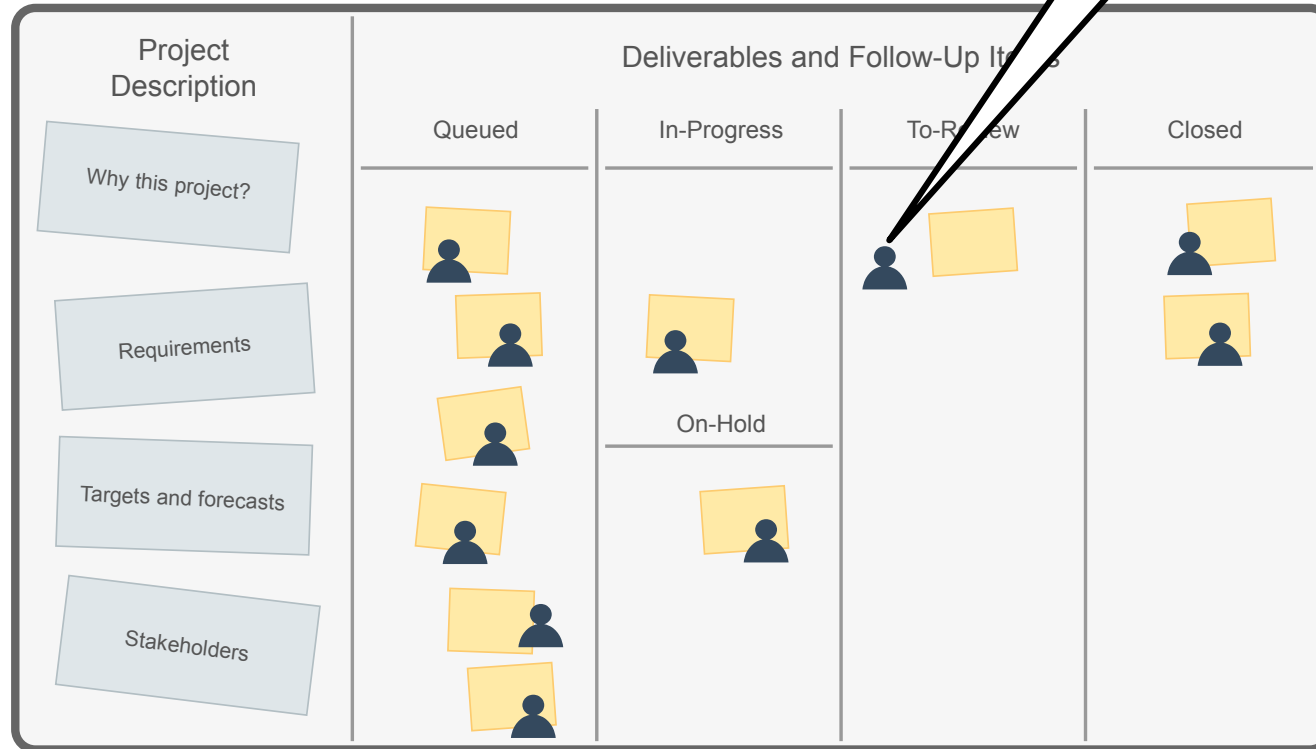 Project
Description
Deliverables and Follow-Up
Queued
In-Progress
Closed
Why this project?
Requirements
On-Hold
Targets and forecasts
Stakeholders